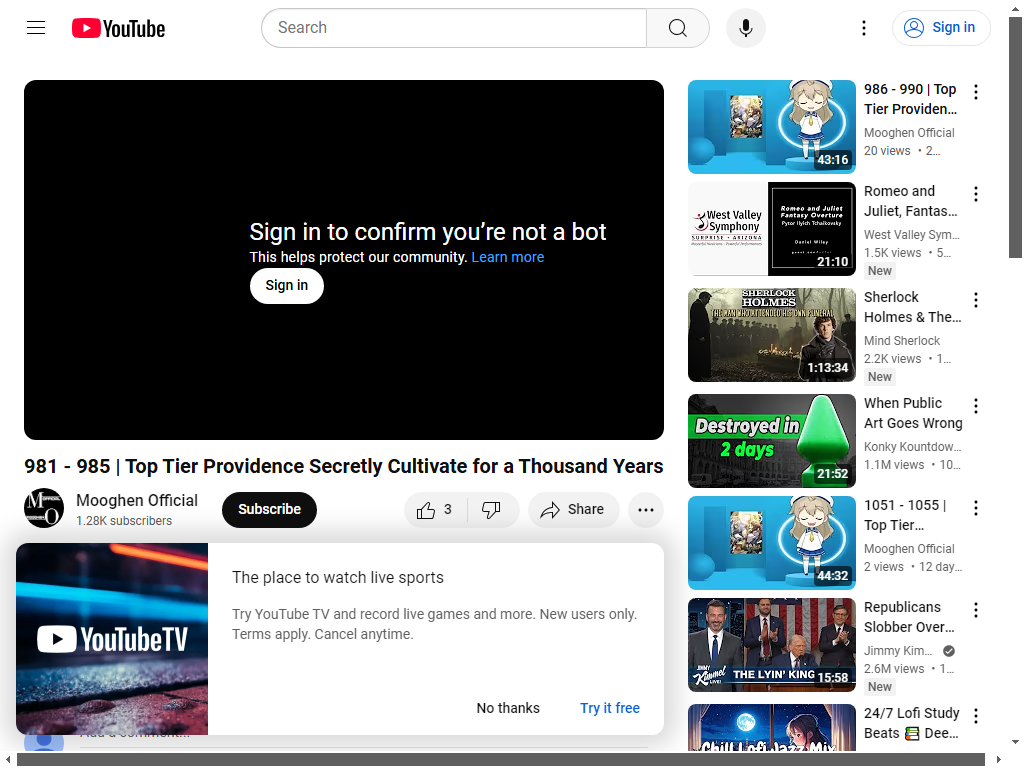 YouTube
Search
Sign in
Sign in to confirm you’re not a bot
This helps protect our community. Learn more
Sign in
981 - 985 | Top Tier Providence Secretly Cultivate for a Thousand Years
Mooghen Official
1.28K subscribers
Subscribe
3
Share
The place to watch live sports
Try YouTube TV and record live games and more. New users only.
Terms apply. Cancel anytime.
YouTubeTV
No thanks
Try it free
986 - 990 | Top
Tier Providen...
Mooghen Official
20 views • 2...
43:16
West Valley
Symphony
SURPRISE • ARIZONA
Romeo and Juliet
Fantasy Overture
Pytor Ilyich Tchaikovsky
Daniel Wiley
guest conductor
21:10
Romeo and
Juliet, Fantas...
West Valley Sym...
1.5K views • 5...
New
SHERLOCK
HOLMES
THE MAN WHO ATTENDED HIS OWN FUNERAL
1:13:34
Sherlock
Holmes & The...
Mind Sherlock
2.2K views • 1...
New
Destroyed in
2 days
21:52
When Public
Art Goes Wrong
Konky Kountdow...
1.1M views • 10...
44:32
1051 - 1055 |
Top Tier...
Mooghen Official
2 views • 12 day...
JIMMY
KIMMEL
LIVE!
THE LYIN' KING
15:58
Republicans
Slobber Over...
Jimmy Kim...
2.6M views • 1...
New
Chill Lofi Jazz Mix
24/7 Lofi Study
Beats 📚 Dee...